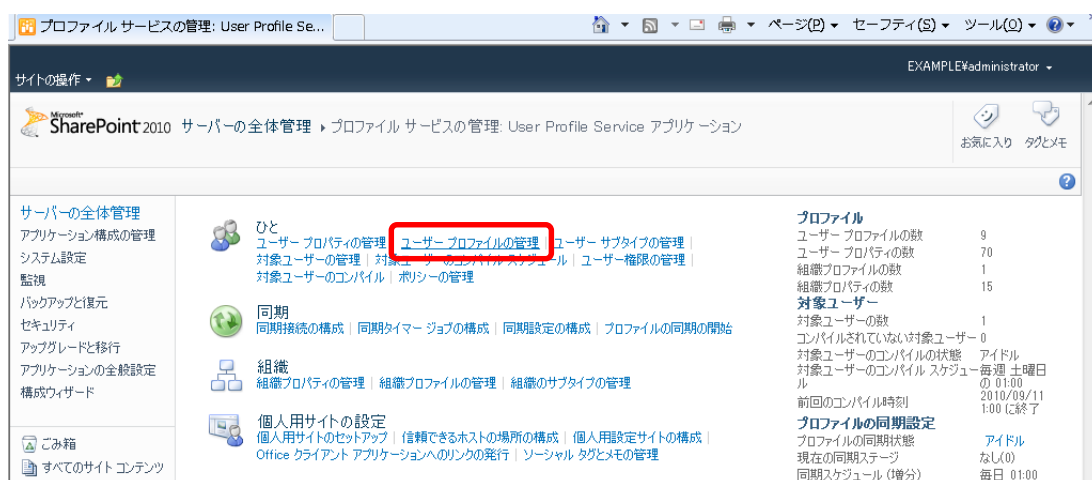 プロファイル サービスの管理: User Profile Se...
ページ(P) セーフティ(S) ツール(O)
EXAMPLE¥administrator
サイトの操作
Microsoft
SharePoint 2010 サーバーの全体管理 ▸ プロファイル サービスの管理: User Profile Service アプリケーション
お気に入り タグとメモ
サーバーの全体管理
アプリケーション構成の管理
システム設定
監視
バックアップと復元
セキュリティ
アップグレードと移行
アプリケーションの全般設定
構成ウィザード
ごみ箱
すべてのサイト コンテンツ
ひと
ユーザー プロパティの管理 | ユーザー プロファイルの管理 | ユーザー サブタイプの管理 |
対象ユーザーの管理 | 対象ユーザーのコンパイル スケジュール | ユーザー権限の管理 |
対象ユーザーのコンパイル | ポリシーの管理
同期
同期接続の構成 | 同期タイマー ジョブの構成 | 同期設定の構成 | プロファイルの同期の開始
組織
組織プロパティの管理 | 組織プロファイルの管理 | 組織のサブタイプの管理
個人用サイトの設定
個人用サイトのセットアップ | 信頼できるホストの場所の構成 | 個人用設定サイトの構成 |
Office クライアント アプリケーションへのリンクの発行 | ソーシャル タグとメモの管理
プロファイル
ユーザー プロファイルの数 9
ユーザー プロパティの数 70
組織プロファイルの数 1
組織プロパティの数 15
対象ユーザー
対象ユーザーの数 1
コンパイルされていない対象ユーザー 0
対象ユーザーのコンパイルの状態 アイドル
対象ユーザーのコンパイル スケジュー 毎週 土曜日
ル の 01:00
前回のコンパイル時刻 2010/09/11
1:00 に終了
プロファイルの同期設定
プロファイルの同期状態 アイドル
現在の同期ステージ なし(0)
同期スケジュール (増分) 毎日 01:00